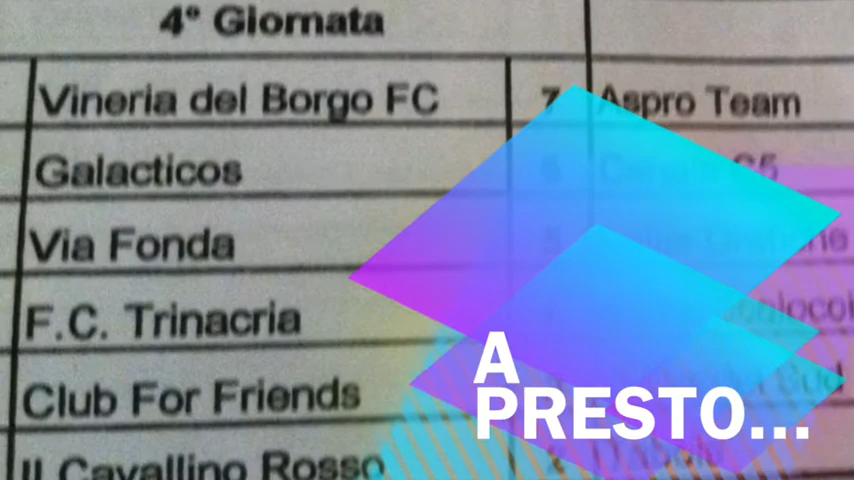 4° Giornata
Vineria del Borgo FC 7 Aspro Team
Galacticos
Via Fonda
F.C. Trinacria
Club For Friends
Il Cavallino Rosso
A
PRESTO...